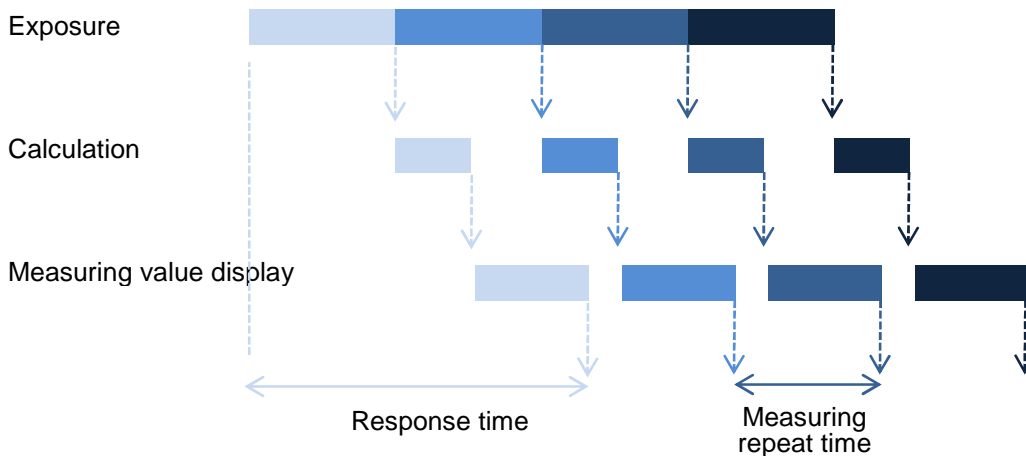 Exposure
Calculation
Measuring value display
Response time
Measuring
repeat time